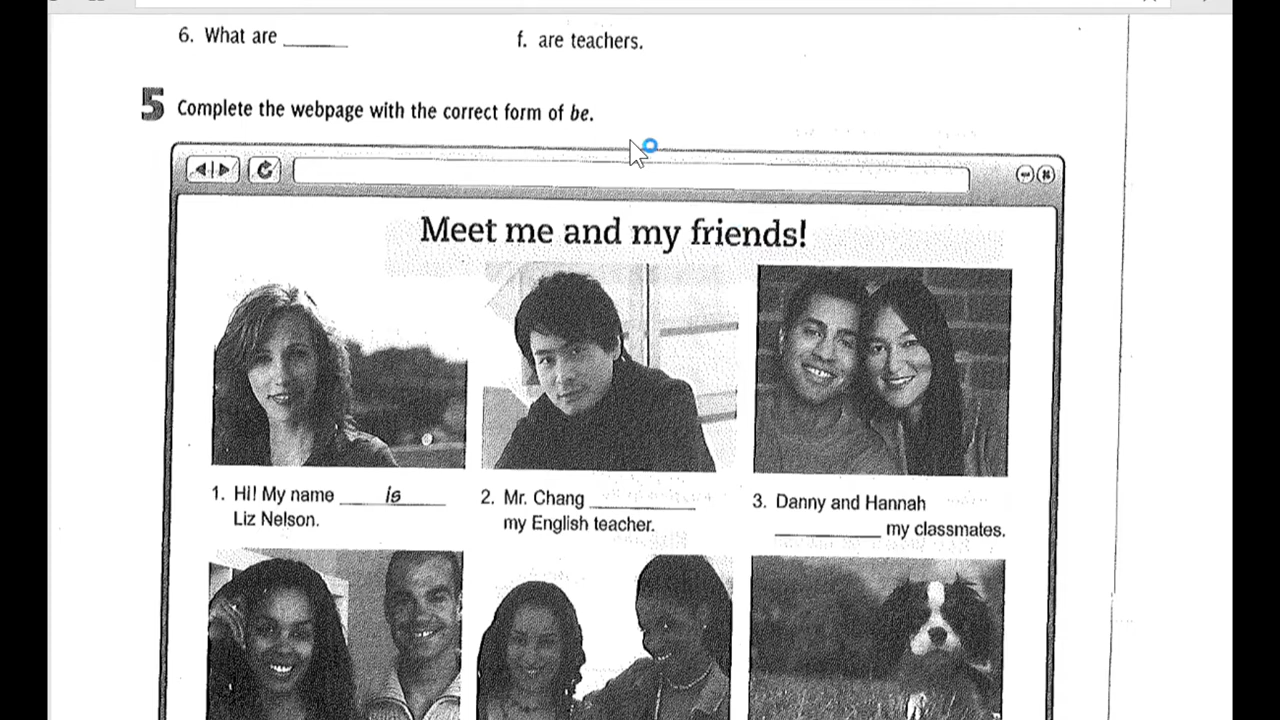 6. What are ______ f. are teachers.
5 Complete the webpage with the correct form of be.
Meet me and my friends!
1. Hi! My name ___is___
Liz Nelson.
2. Mr. Chang ________
my English teacher.
3. Danny and Hannah
________ my classmates.